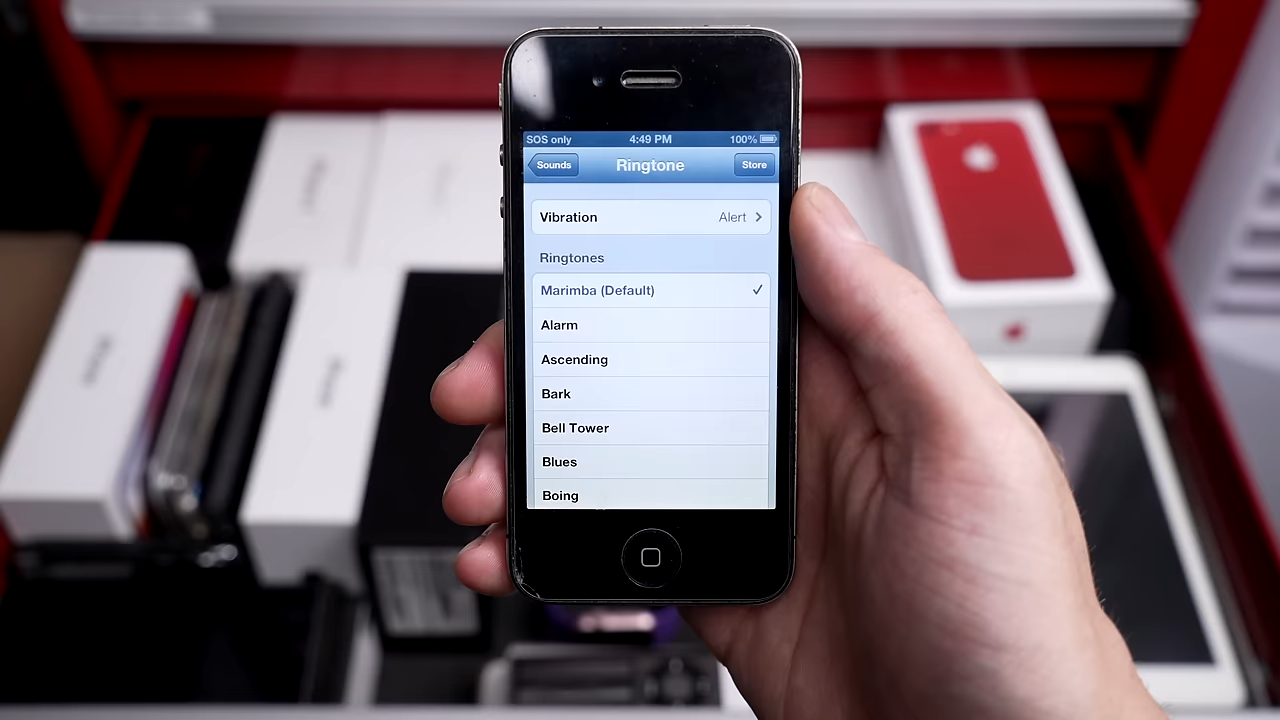 SOS only 4:49 PM 100%
Sounds Ringtone Store
Vibration Alert
Ringtones
Marimba (Default)
Alarm
Ascending
Bark
Bell Tower
Blues
Boing